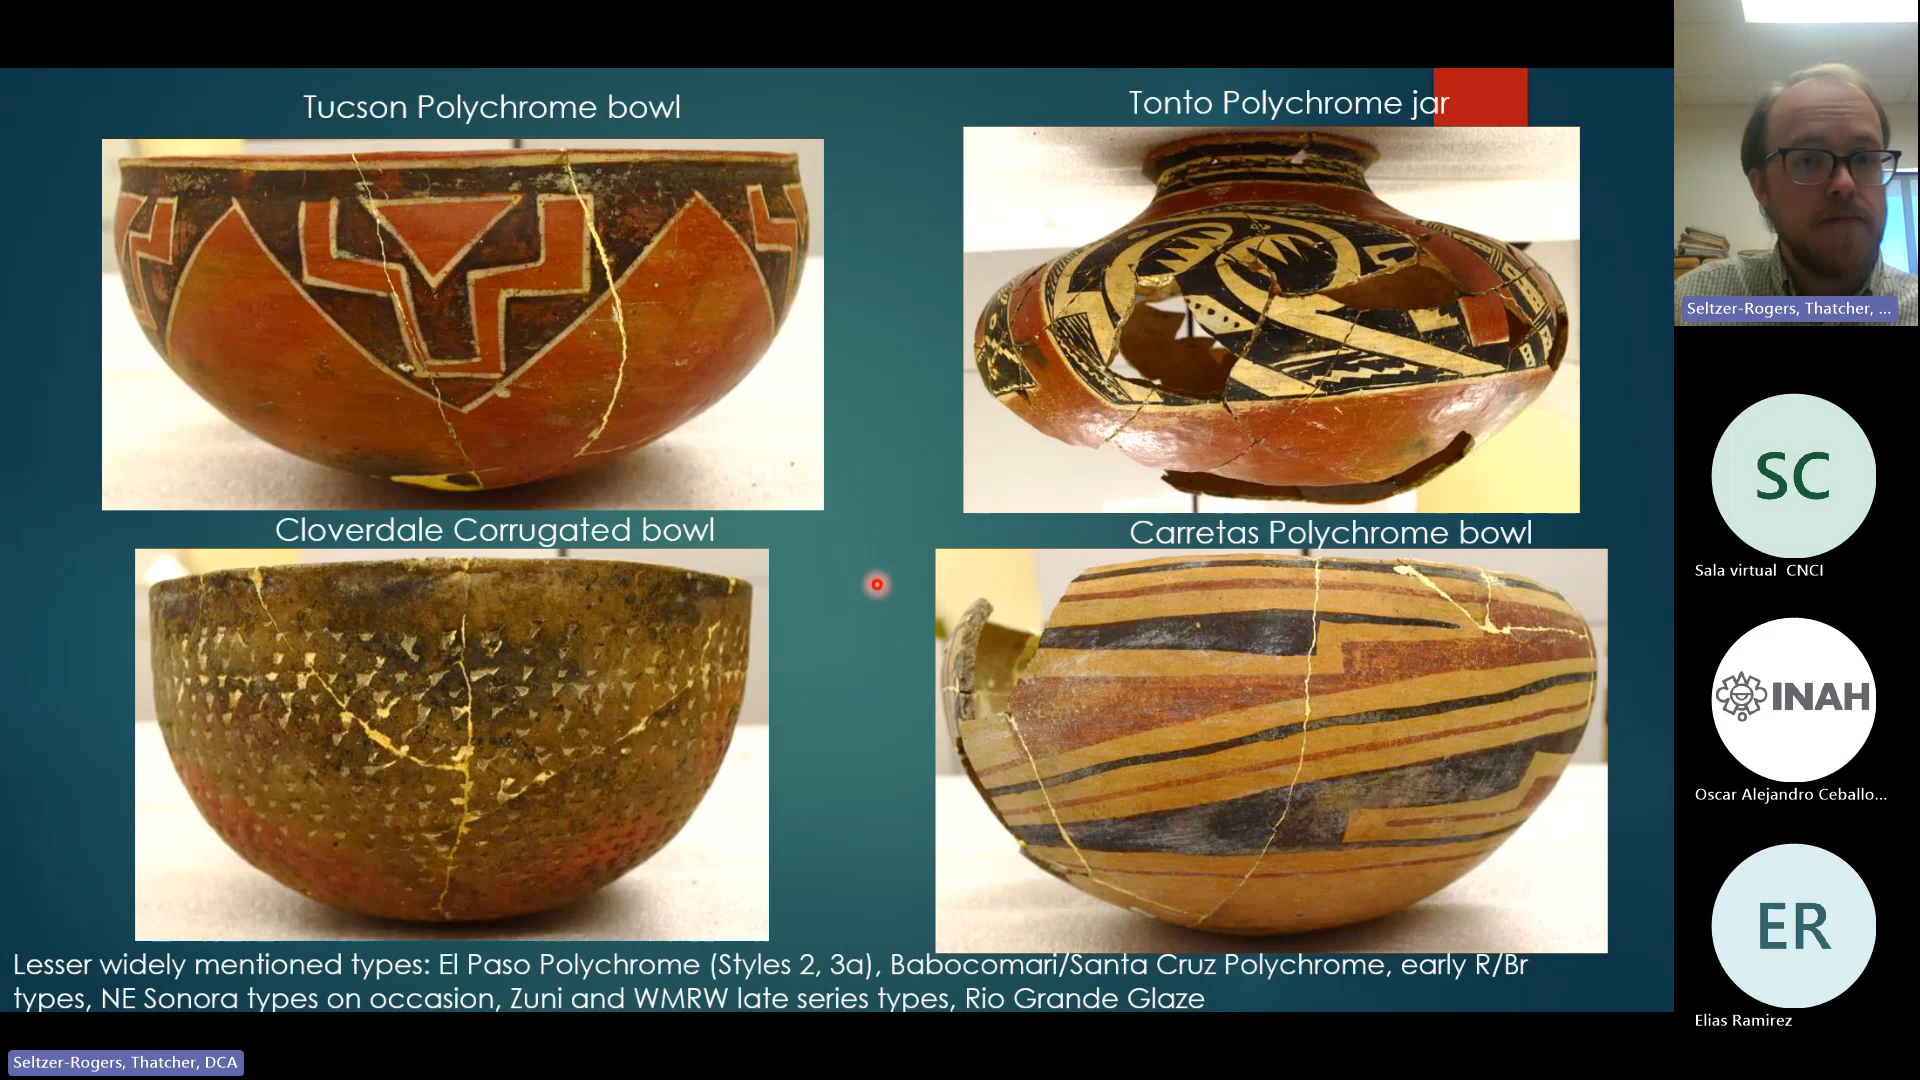 Tucson Polychrome bowl
Tonto Polychrome jar
Cloverdale Corrugated bowl
Carretas Polychrome bowl
Lesser widely mentioned types: El Paso Polychrome (Styles 2, 3a), Babocomari/Santa Cruz Polychrome, early R/Br
types, NE Sonora types on occasion, Zuni and WMRW late series types, Rio Grande Glaze
Seltzer-Rogers, Thatcher, DCA
Seltzer-Rogers, Thatcher, ...
SC
Sala virtual CNCI
INAH
Oscar Alejandro Ceballo...
ER
Elias Ramirez